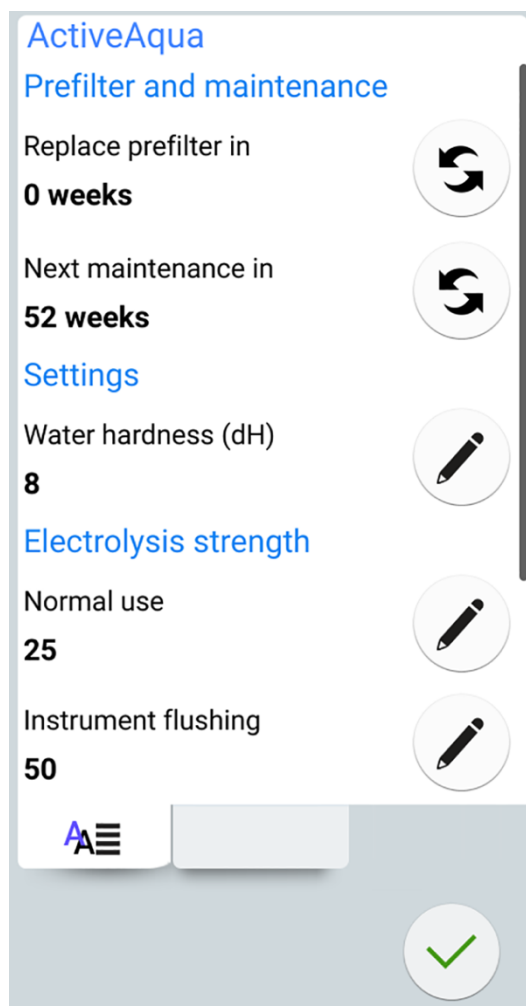 ActiveAqua
Prefilter and maintenance
Replace prefilter in
0 weeks
Next maintenance in
52 weeks
Settings
Water hardness (dH)
8
Electrolysis strength
Normal use
25
Instrument flushing
50
AA